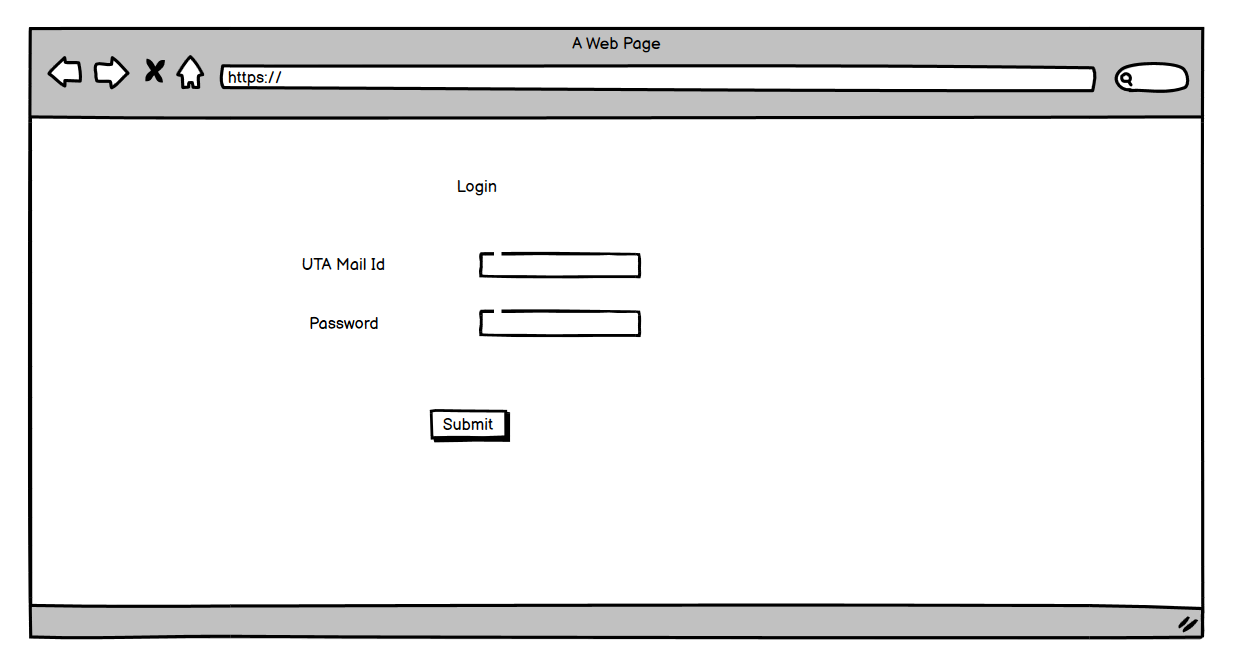 A Web Page
https://
Login
UTA Mail Id
Password
Submit